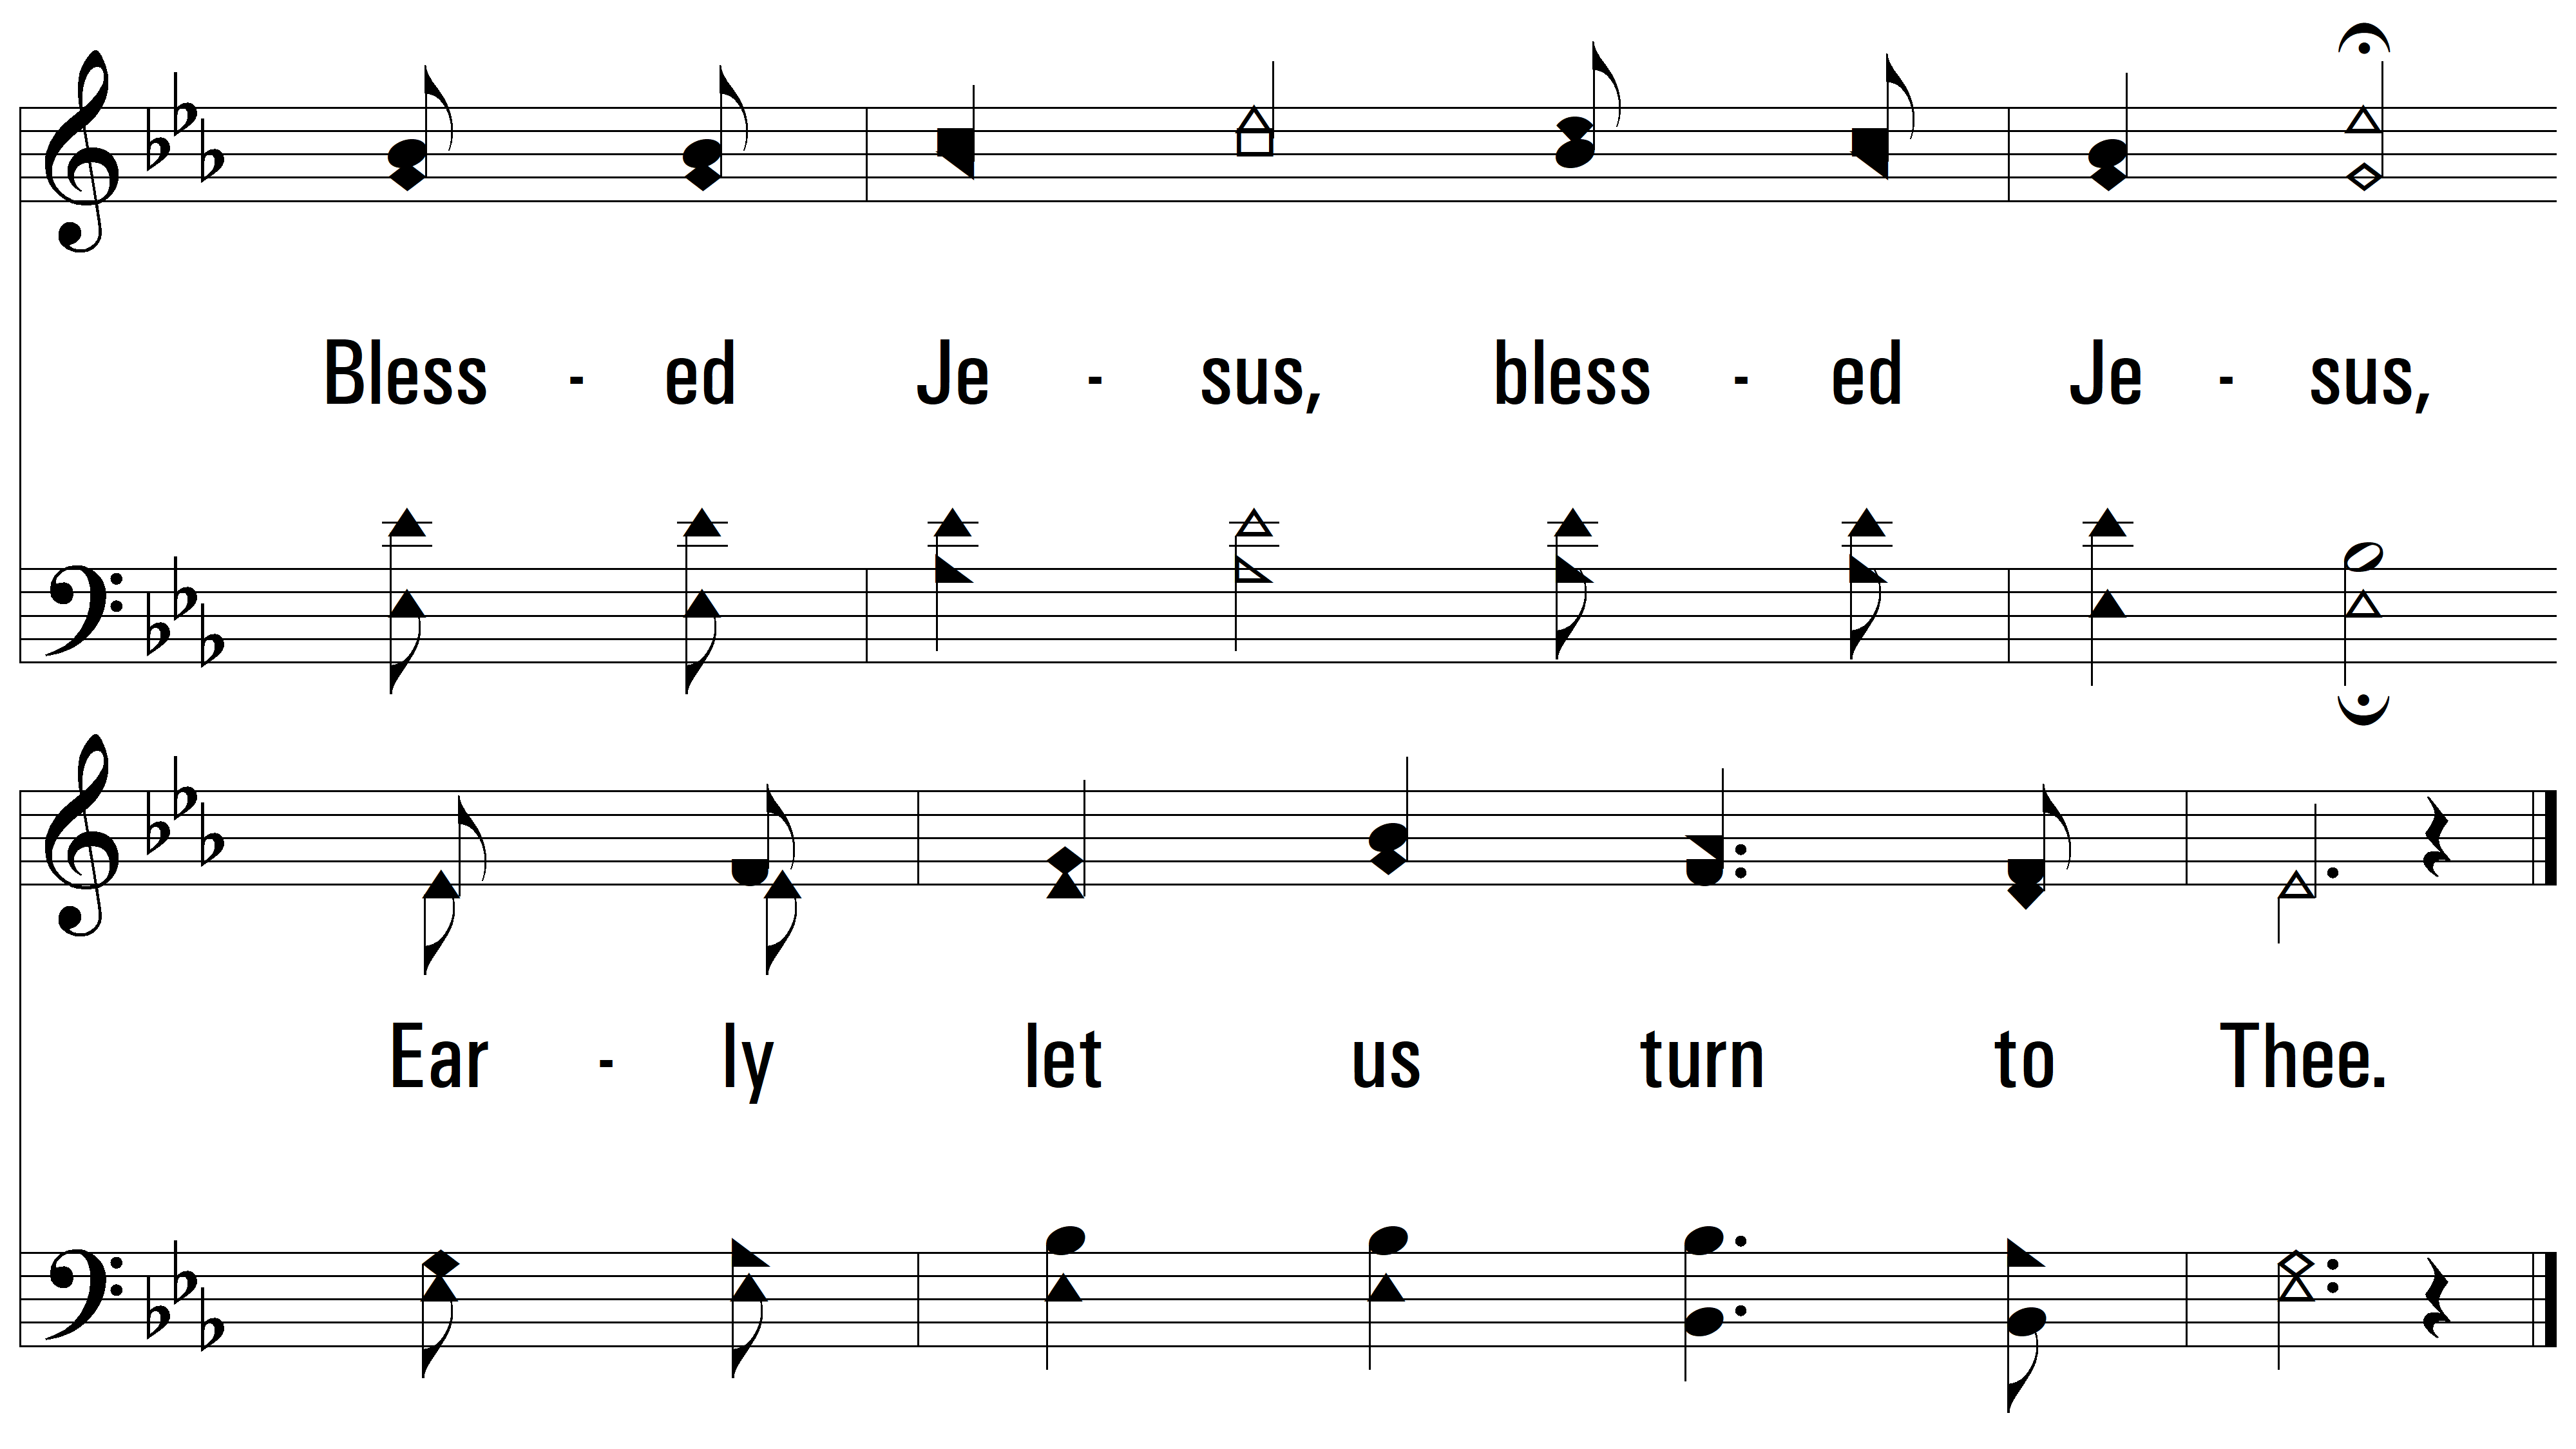 Bless - ed Je - sus, bless - ed Je - sus,
Ear - ly let us turn to Thee.